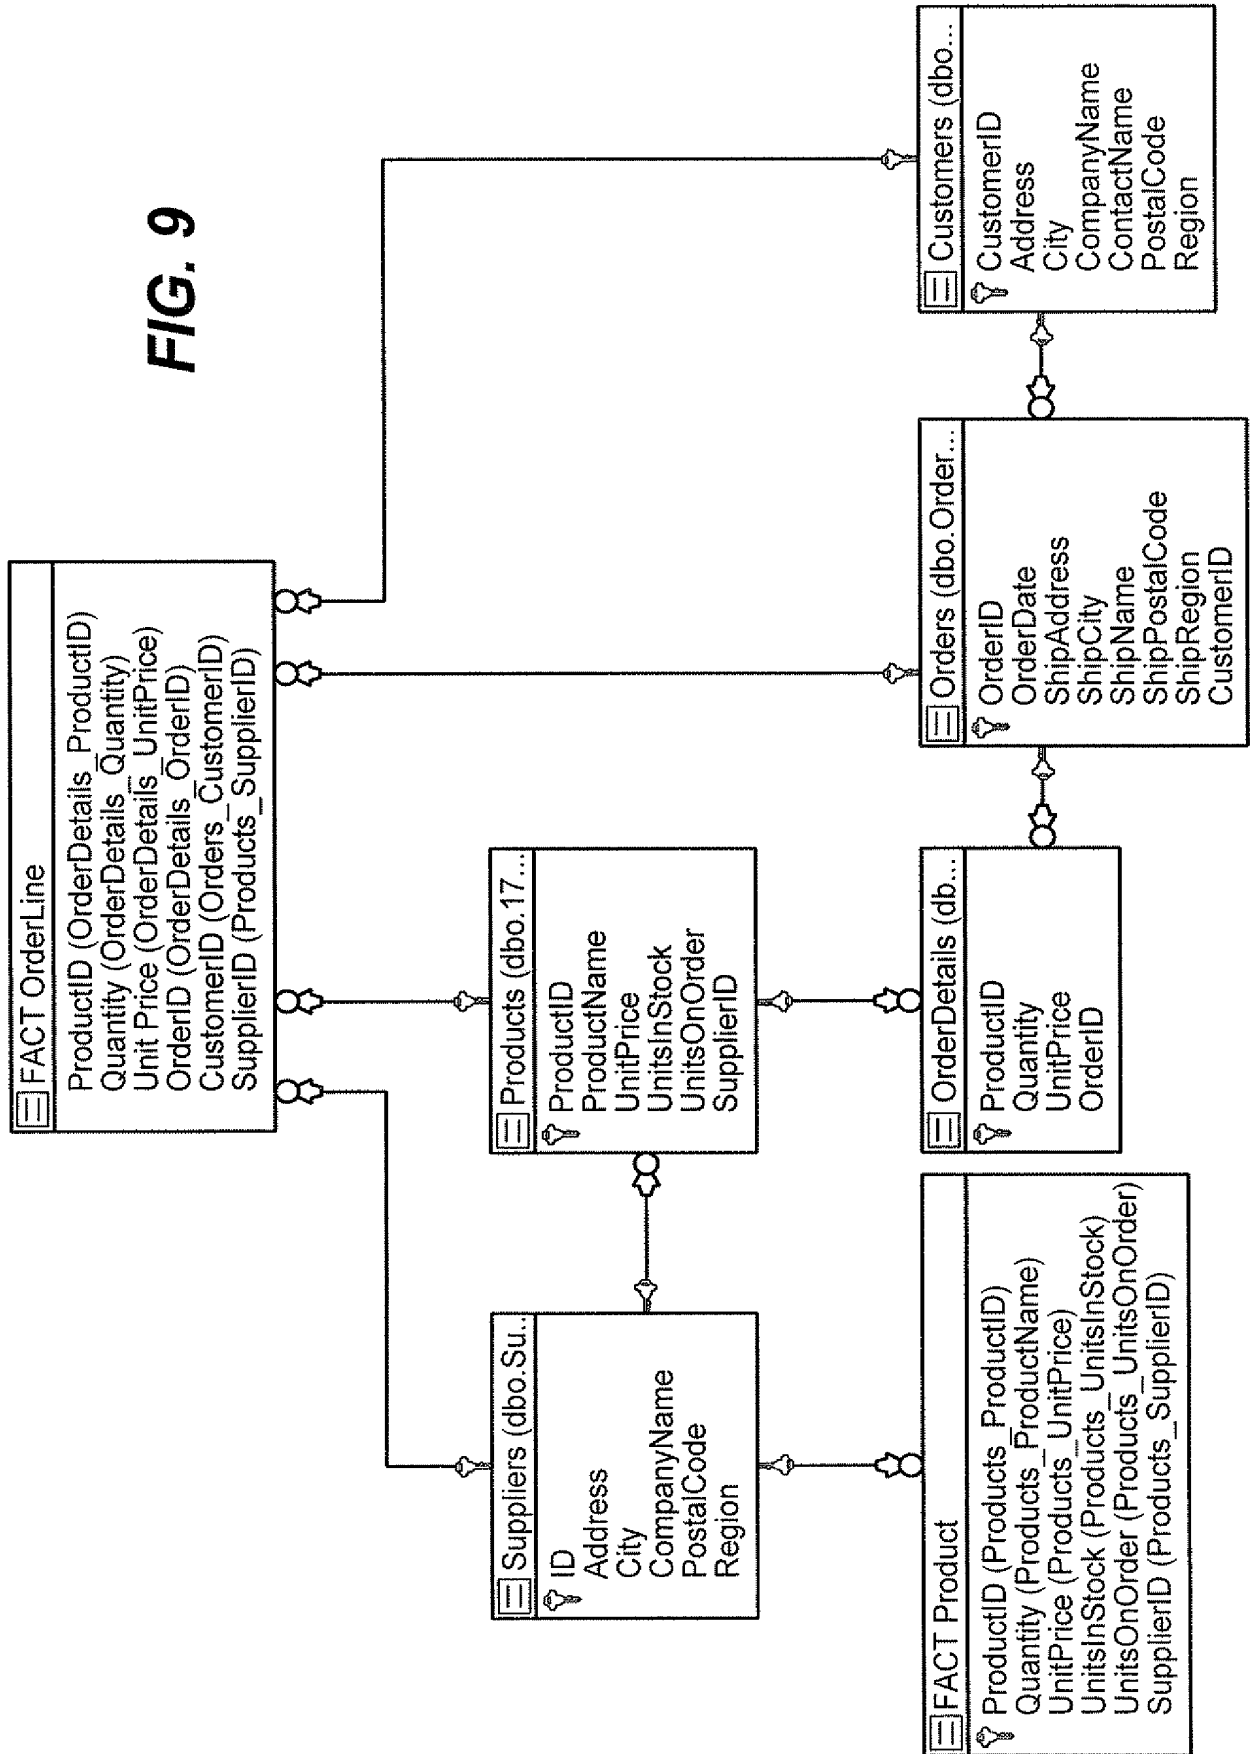 FIG. 9
FACT OrderLine
ProductID (OrderDetails_ProductID)
Quantity (OrderDetails_Quantity)
Unit Price (OrderDetails_UnitPrice)
OrderID (OrderDetails_OrderID)
CustomerID (Orders_CustomerID)
SupplierID (Products_SupplierID)
Suppliers (dbo.Su...
ID
Address
City
CompanyName
PostalCode
Region
Products (dbo.17...
ProductID
ProductName
UnitPrice
UnitsInStock
UnitsOnOrder
SupplierID
FACT Product
ProductID (Products_ProductID)
Quantity (Products_ProductName)
UnitPrice (Products_UnitPrice)
UnitsInStock (Products_UnitsInStock)
UnitsOnOrder (Products_UnitsOnOrder)
SupplierID (Products_SupplierID)
OrderDetails (db...
ProductID
Quantity
UnitPrice
OrderID
Orders (dbo.Order...
OrderID
OrderDate
ShipAddress
ShipCity
ShipName
ShipPostalCode
ShipRegion
CustomerID
Customers (dbo...
CustomerID
Address
City
CompanyName
ContactName
PostalCode
Region